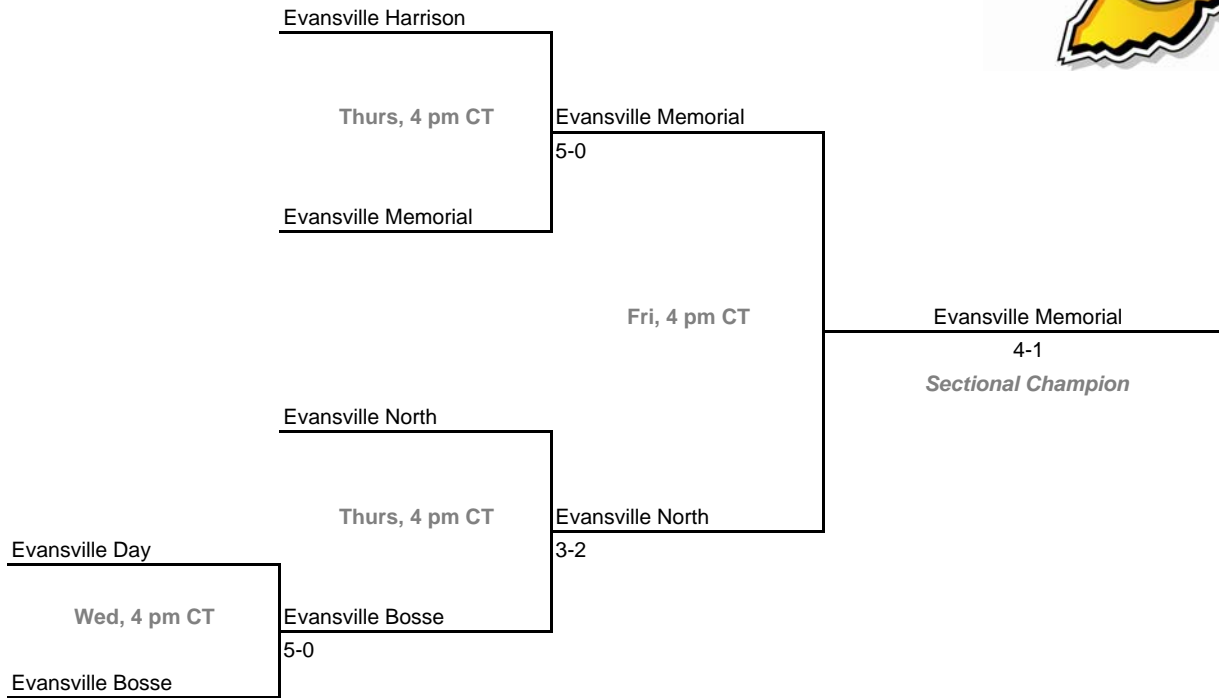 Evansville Harrison
Thurs, 4 pm CT
Evansville Memorial
5-0
Evansville Memorial
Fri, 4 pm CT
Evansville Memorial
4-1
Sectional Champion
Evansville North
Thurs, 4 pm CT
Evansville North
3-2
Evansville Day
Wed, 4 pm CT
Evansville Bosse
5-0
Evansville Bosse